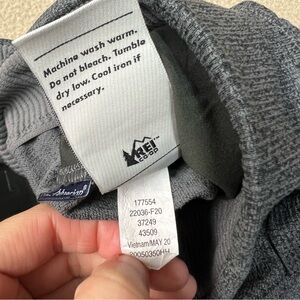 Machine wash warm.
Do not bleach. Tumble
dry low. Cool iron if
necessary.
REI
CO·OP
177554
22036-F20
37249
43509
Vietnam/MAY 20
20050350HH